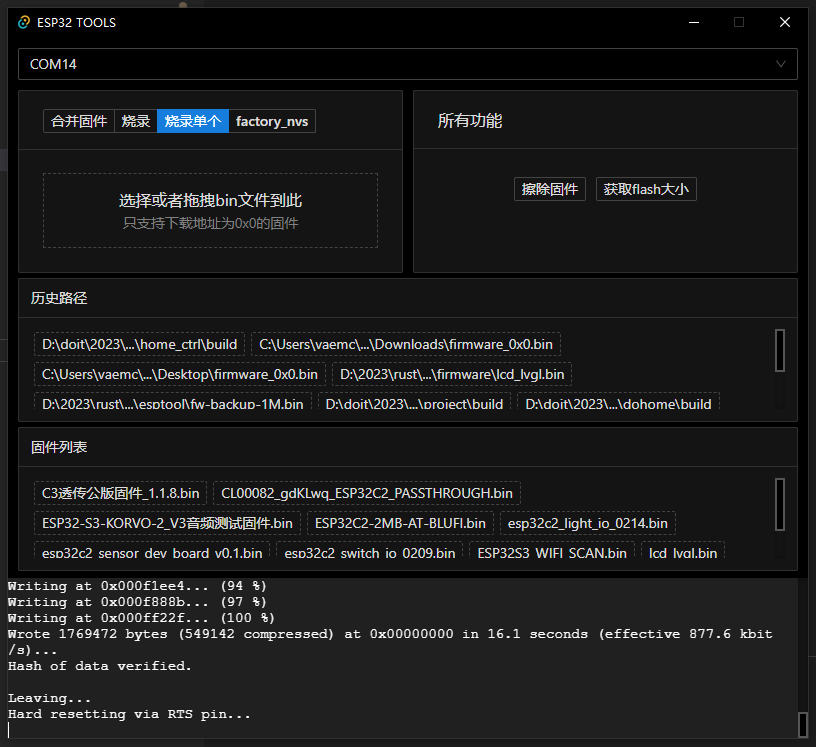 ESP32 TOOLS
COM14
合并固件 烧录 烧录单个 factory_nvs
所有功能
选择或者拖拽bin文件到此
只支持下载地址为0x0的固件
擦除固件 获取flash大小
历史路径
D:\doit\2023\...\home_ctrl\build C:\Users\vaemc\...\Downloads\firmware_0x0.bin
C:\Users\vaemc\...\Desktop\firmware_0x0.bin D:\2023\rust\...\firmware\lcd_lvgl.bin
D:\2023\rust\...\esptool\fw-backup-1M.bin D:\doit\2023\...\project\build D:\doit\2023\...\dohome\build
固件列表
C3透传公版固件_1.1.8.bin CL00082_gdKLwq_ESP32C2_PASSTHROUGH.bin
ESP32-S3-KORVO-2_V3音频测试固件.bin ESP32C2-2MB-AT-BLUFI.bin esp32c2_light_io_0214.bin
esp32c2_sensor_dev_board_v0.1.bin esp32c2_switch_io_0209.bin ESP32S3_WIFI_SCAN.bin lcd_lvgl.bin
Writing at 0x000f1ee4... (94 %)
Writing at 0x000f888b... (97 %)
Writing at 0x000ff22f... (100 %)
Wrote 1769472 bytes (549142 compressed) at 0x00000000 in 16.1 seconds (effective 877.6 kbit
/s)...
Hash of data verified.
Leaving...
Hard resetting via RTS pin...